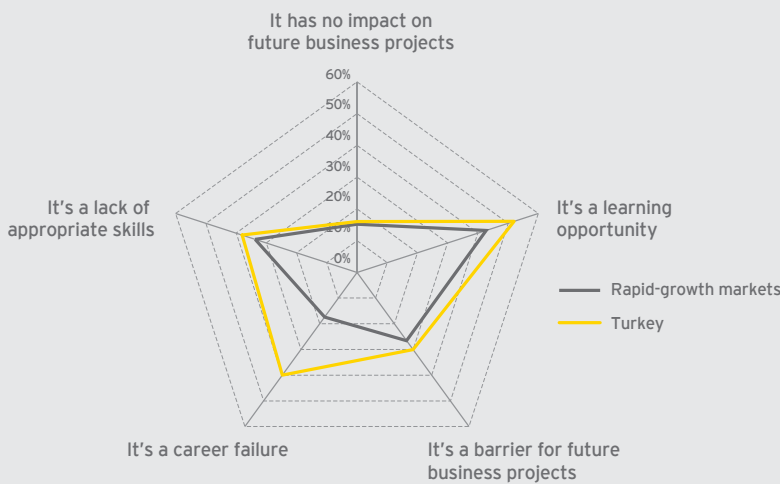 It has no impact on
future business projects
60%
50%
40%
30%
20%
10%
0%
It's a lack of
appropriate skills
It's a learning
opportunity
Rapid-growth markets
Turkey
It's a career failure
It's a barrier for future
business projects